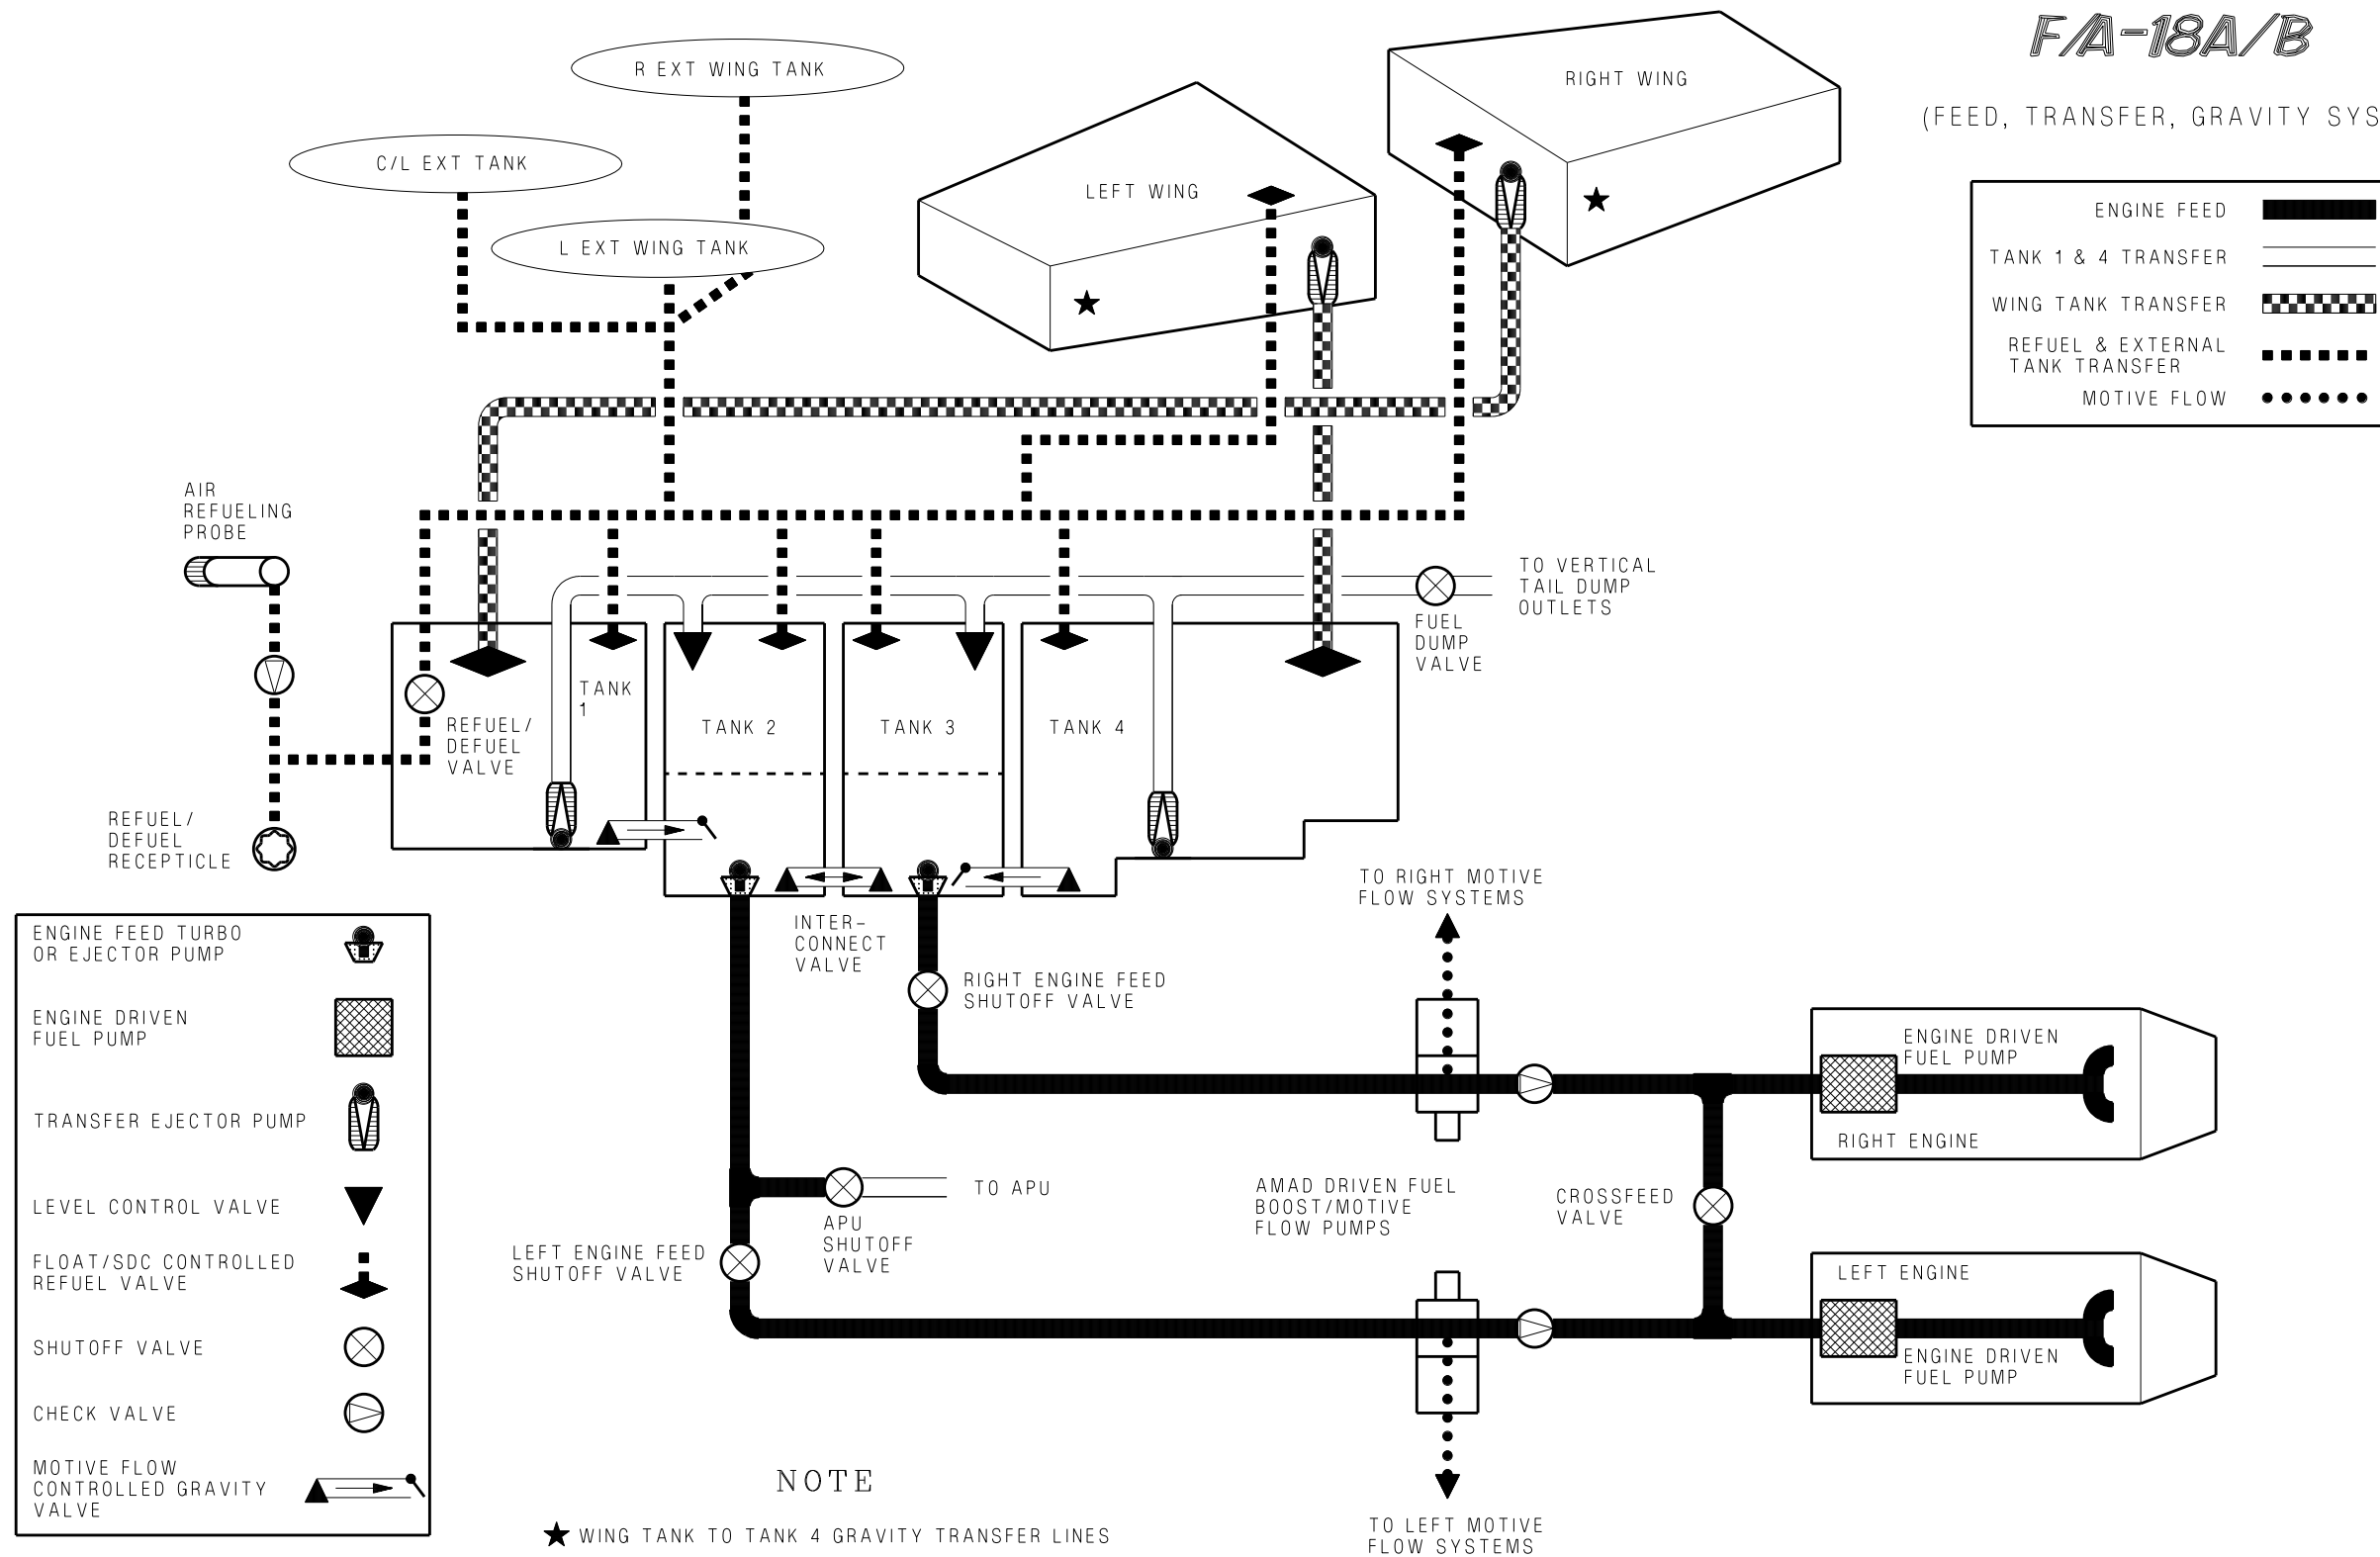 F/A-18A/B
(FEED, TRANSFER, GRAVITY SYS
R EXT WING TANK
C/L EXT TANK
L EXT WING TANK
LEFT WING
RIGHT WING
ENGINE FEED
TANK 1 & 4 TRANSFER
WING TANK TRANSFER
REFUEL & EXTERNAL
TANK TRANSFER
MOTIVE FLOW
AIR
REFUELING
PROBE
TO VERTICAL
TAIL DUMP
OUTLETS
FUEL
DUMP
VALVE
TANK
1
REFUEL/
DEFUEL
VALVE
TANK 2
TANK 3
TANK 4
REFUEL/
DEFUEL
RECEPTICLE
INTER-
CONNECT
VALVE
RIGHT ENGINE FEED
SHUTOFF VALVE
TO RIGHT MOTIVE
FLOW SYSTEMS
ENGINE DRIVEN
FUEL PUMP
RIGHT ENGINE
TO APU
APU
SHUTOFF
VALVE
LEFT ENGINE FEED
SHUTOFF VALVE
AMAD DRIVEN FUEL
BOOST/MOTIVE
FLOW PUMPS
CROSSFEED
VALVE
LEFT ENGINE
ENGINE DRIVEN
FUEL PUMP
TO LEFT MOTIVE
FLOW SYSTEMS
ENGINE FEED TURBO
OR EJECTOR PUMP
ENGINE DRIVEN
FUEL PUMP
TRANSFER EJECTOR PUMP
LEVEL CONTROL VALVE
FLOAT/SDC CONTROLLED
REFUEL VALVE
SHUTOFF VALVE
CHECK VALVE
MOTIVE FLOW
CONTROLLED GRAVITY
VALVE
NOTE
★ WING TANK TO TANK 4 GRAVITY TRANSFER LINES